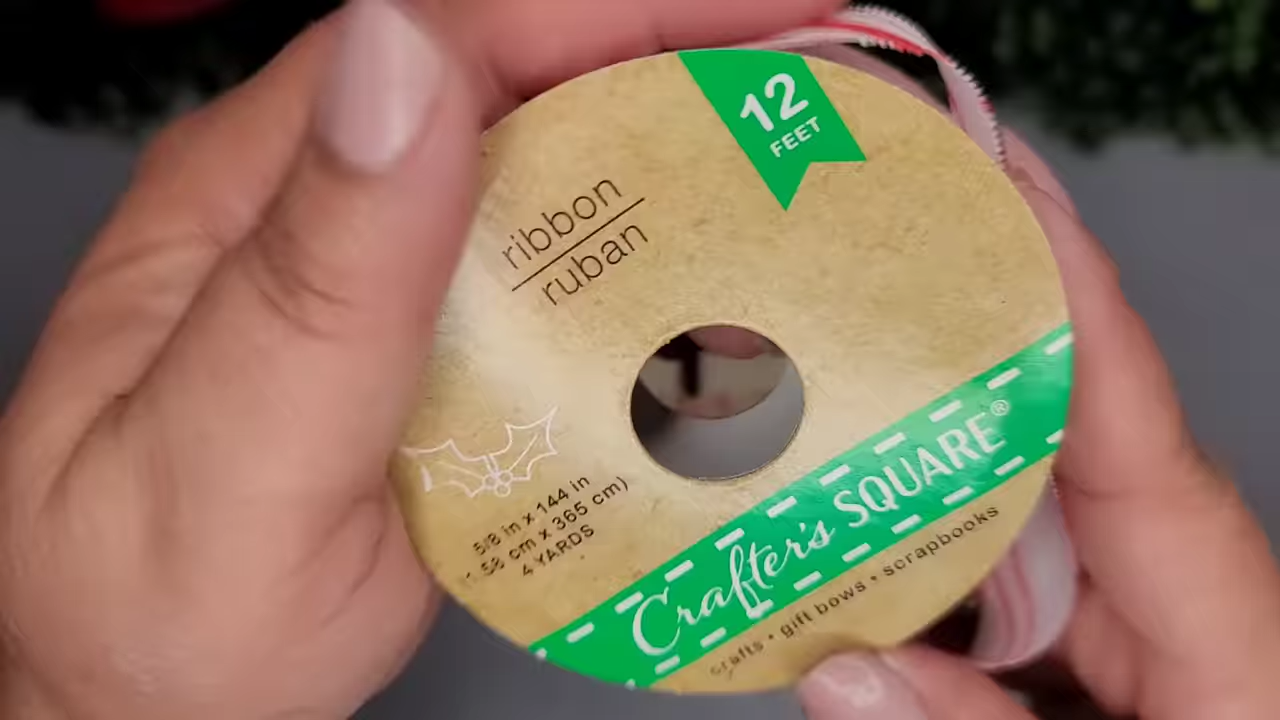 12
FEET
ribbon
ruban
5/8 in x 144 in
1.58 cm x 365 cm)
4 YARDS
Crafter's SQUARE®
crafts • gift bows • scrapbooks